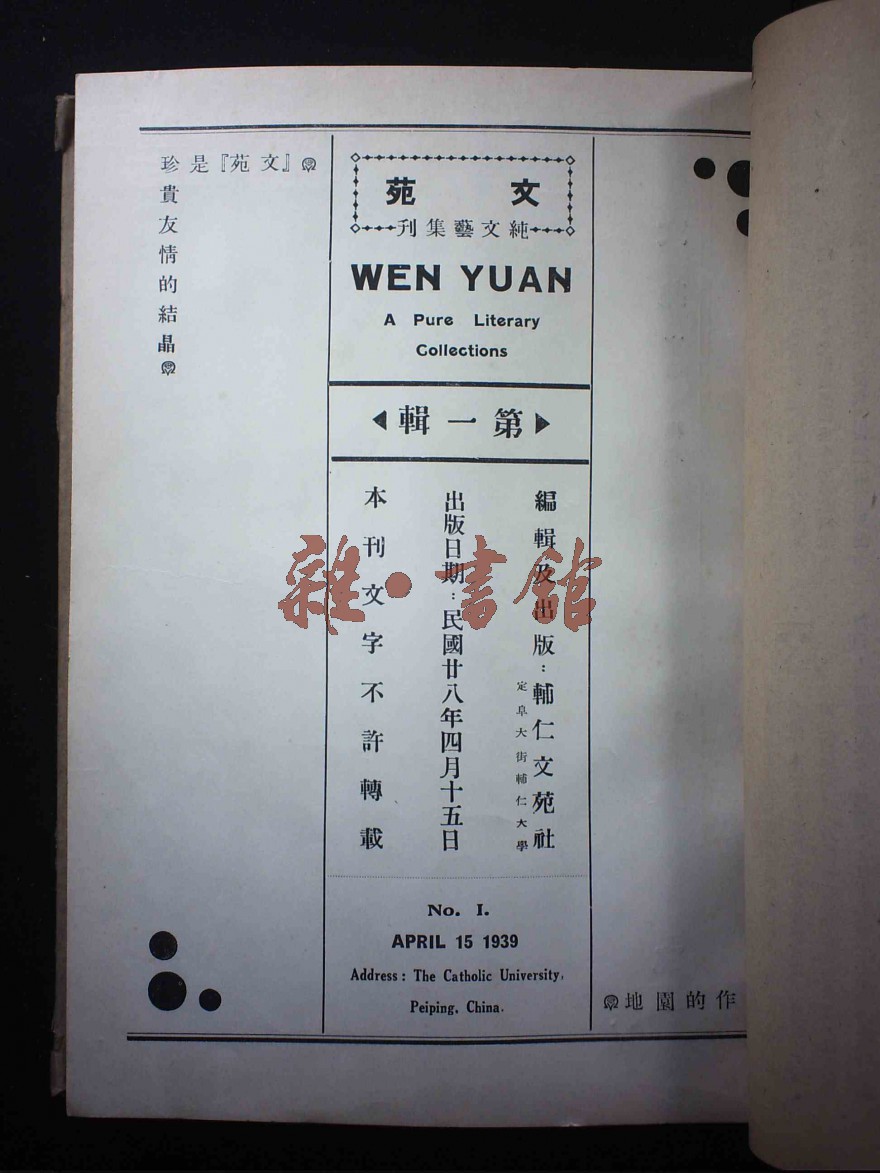 文苑
純文藝集刊
WEN YUAN
A Pure Literary
Collections
第一輯
編輯及出版：輔仁文苑社
定阜大街輔仁大學
出版日期：民國廿八年四月十五日
本刊文字不許轉載
No. I.
APRIL 15 1939
Address : The Catholic University,
Peiping, China.
『文苑』是珍
貴友情的結晶
作的園地
雜·書館